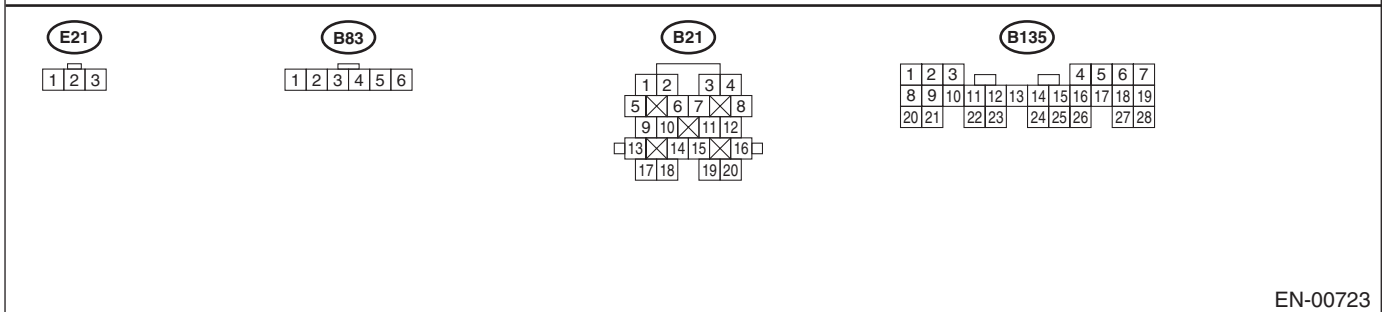 E21 B83 B21 B135
1 2 3
1 2 3 4 5 6
1 2 3 4
5 6 7 8
9 10 11 12
13 14 15 16
17 18 19 20
1 2 3 4 5 6 7
8 9 10 11 12 13 14 15 16 17 18 19
20 21 22 23 24 25 26 27 28
EN-00723